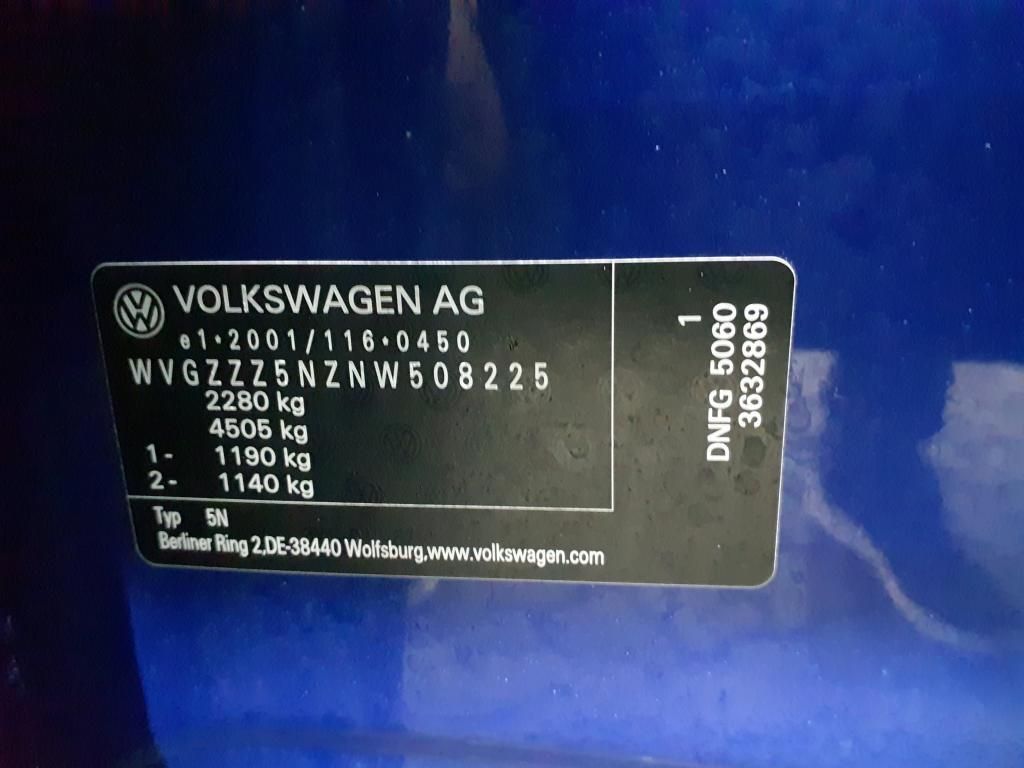 VOLKSWAGEN AG
e1*2001/116*0450
WVGZZZ5NZNW508225
2280 kg
4505 kg
1- 1190 kg
2- 1140 kg
Typ 5N
Berliner Ring 2,DE-38440 Wolfsburg,www.volkswagen.com
1
DNFG 5060
3632869